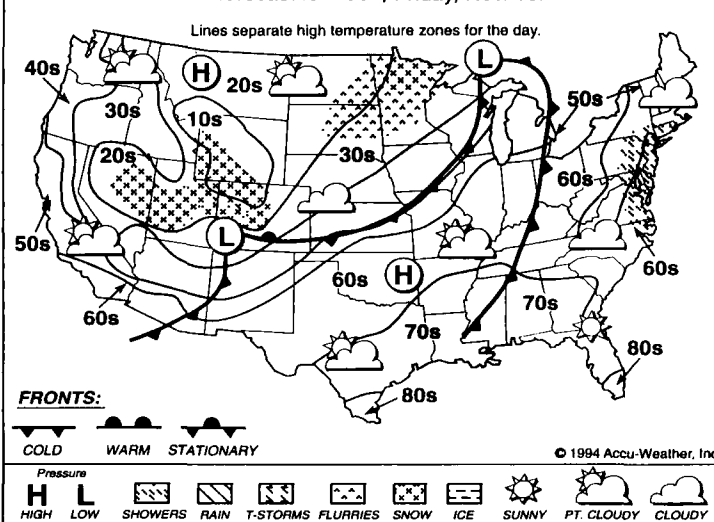 Lines separate high temperature zones for the day.
L
40s
H
20s
50s
30s
10s
20s
30s
60s
L
50s
60s
H
60s
60s
70s
70s
80s
80s
FRONTS:
COLD WARM STATIONARY
© 1994 Accu-Weather, Inc
Pressure
H L
HIGH LOW SHOWERS RAIN T-STORMS FLURRIES SNOW ICE SUNNY PT. CLOUDY CLOUDY